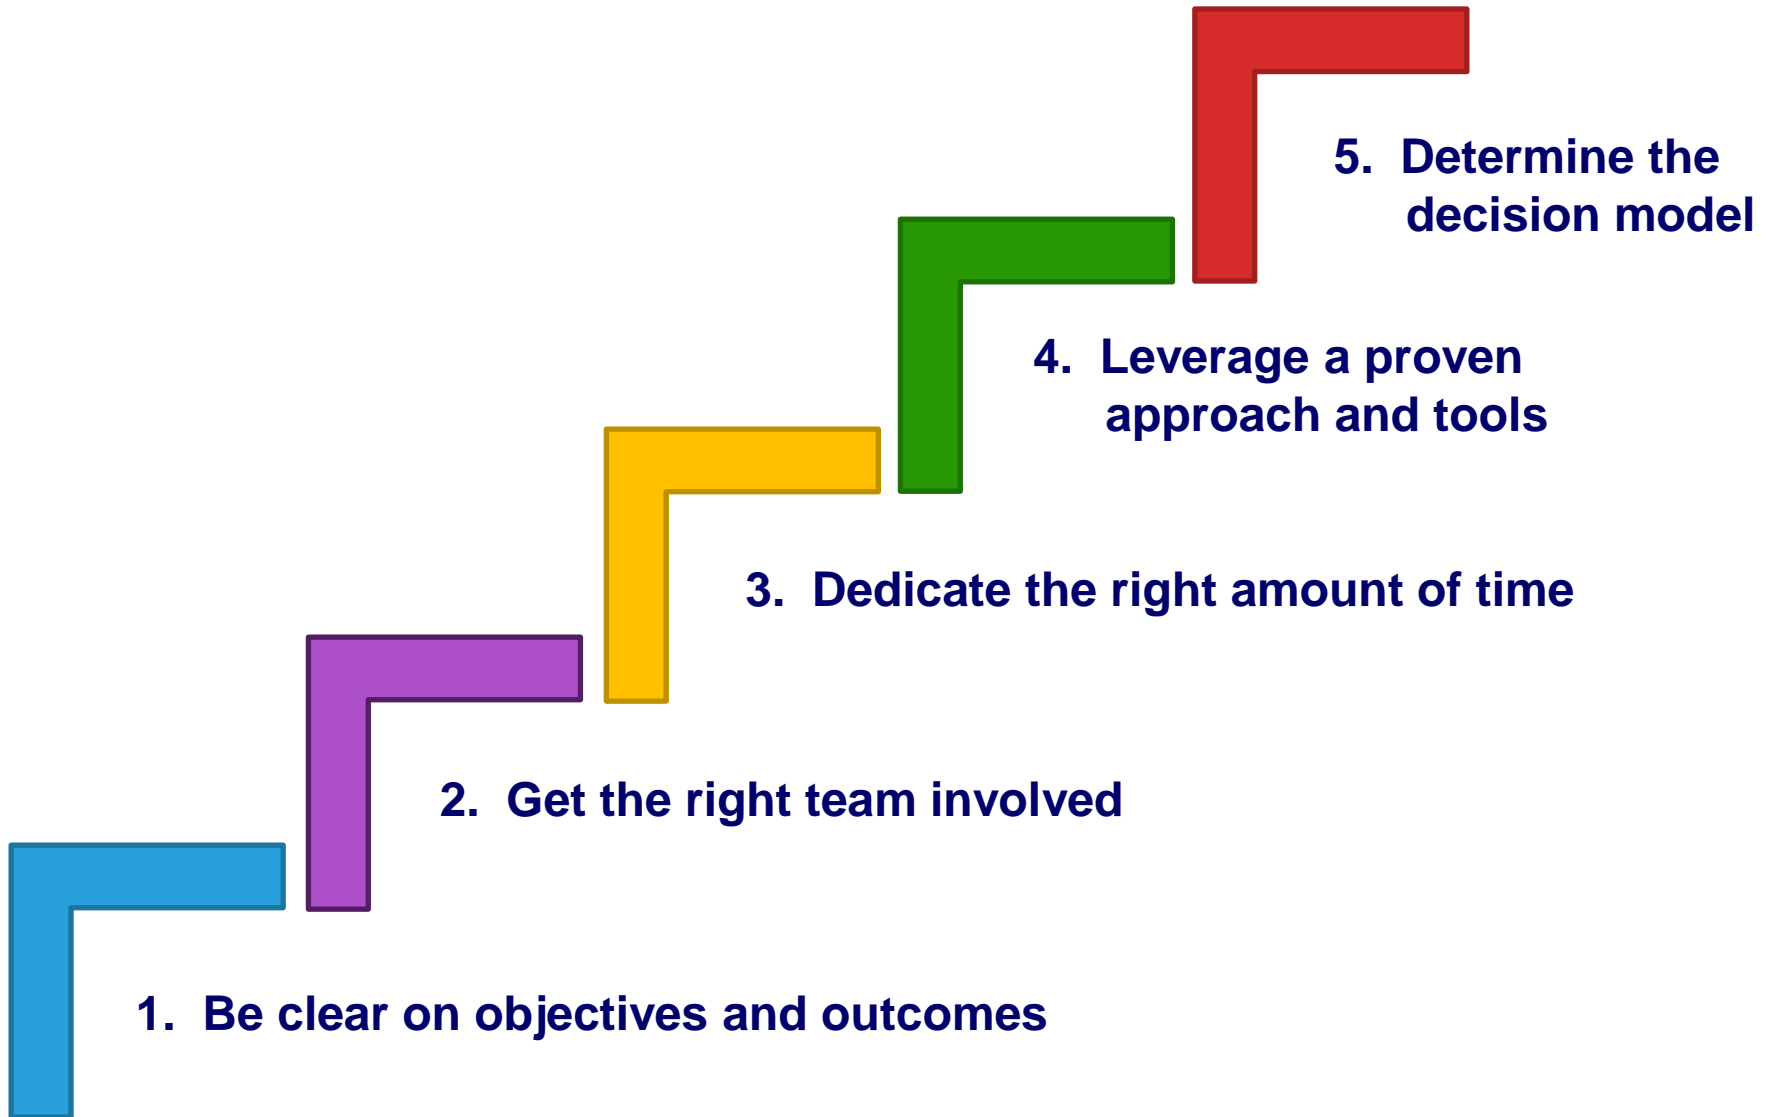 5. Determine the
decision model
4. Leverage a proven
approach and tools
3. Dedicate the right amount of time
2. Get the right team involved
1. Be clear on objectives and outcomes